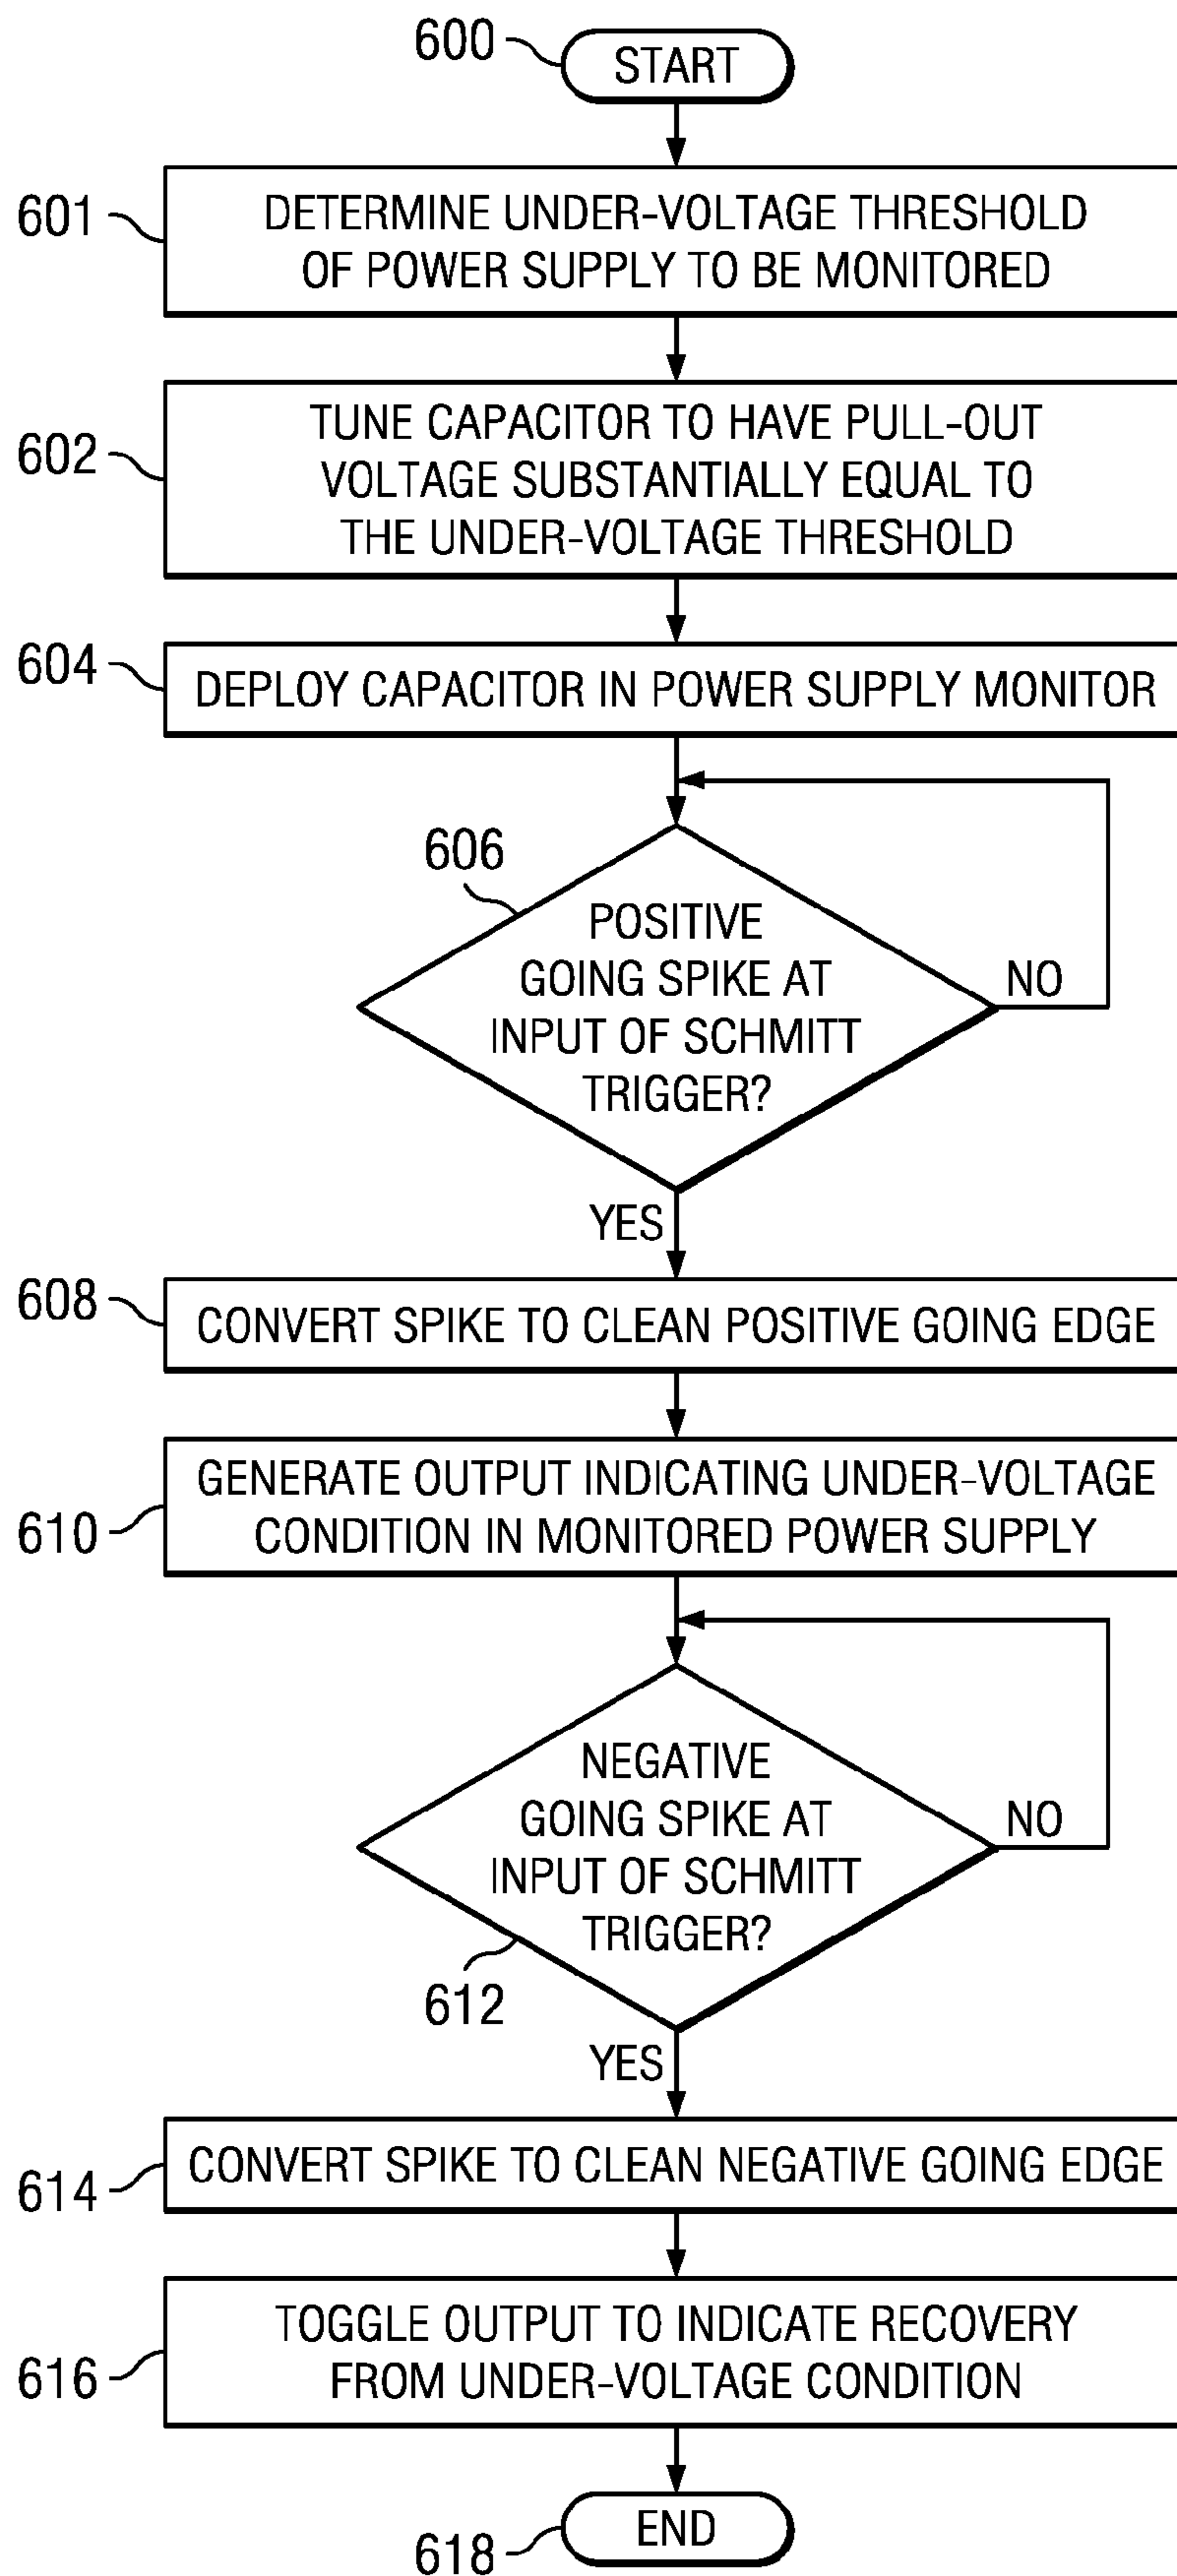 600
START
601
DETERMINE UNDER-VOLTAGE THRESHOLD
OF POWER SUPPLY TO BE MONITORED
602
TUNE CAPACITOR TO HAVE PULL-OUT
VOLTAGE SUBSTANTIALLY EQUAL TO
THE UNDER-VOLTAGE THRESHOLD
604
DEPLOY CAPACITOR IN POWER SUPPLY MONITOR
606
POSITIVE
GOING SPIKE AT
INPUT OF SCHMITT
TRIGGER?
NO
YES
608
CONVERT SPIKE TO CLEAN POSITIVE GOING EDGE
610
GENERATE OUTPUT INDICATING UNDER-VOLTAGE
CONDITION IN MONITORED POWER SUPPLY
NEGATIVE
GOING SPIKE AT
INPUT OF SCHMITT
TRIGGER?
NO
612
YES
614
CONVERT SPIKE TO CLEAN NEGATIVE GOING EDGE
616
TOGGLE OUTPUT TO INDICATE RECOVERY
FROM UNDER-VOLTAGE CONDITION
618
END